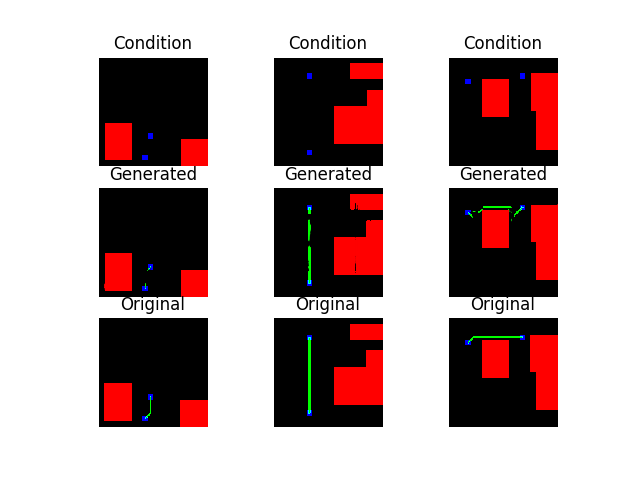 Condition Condition Condition
Generated Generated Generated
Original Original Original